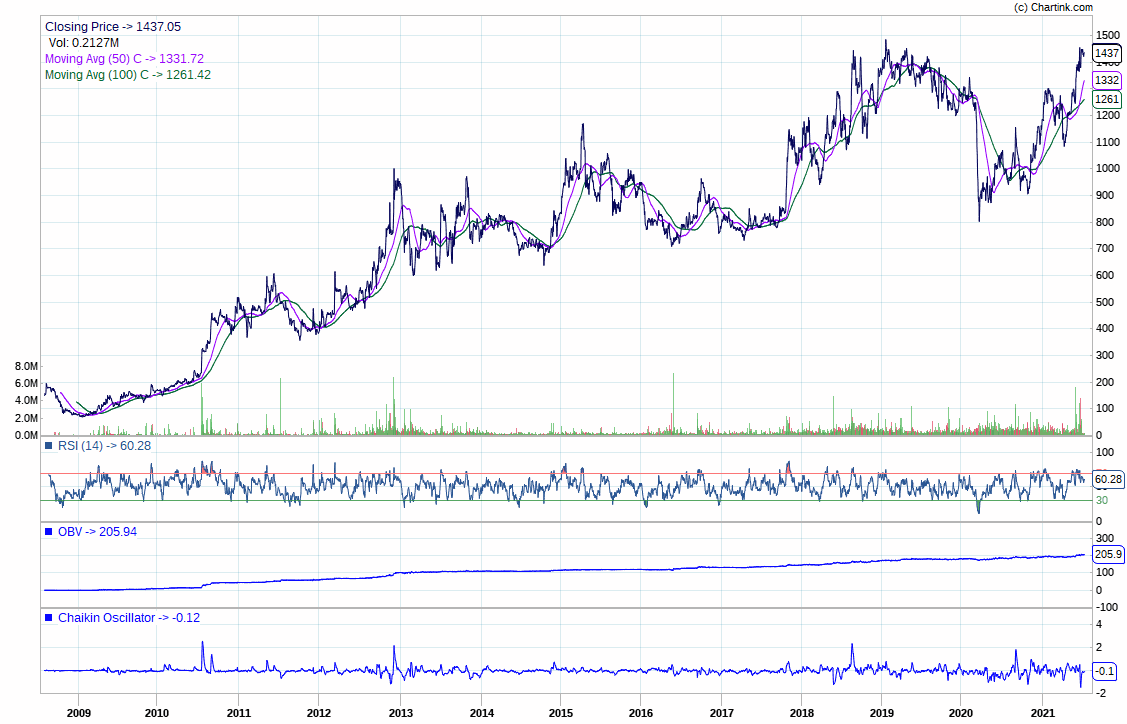 (c) Chartink.com
Closing Price -> 1437.05
Vol: 0.2127M
Moving Avg (50) C -> 1331.72
Moving Avg (100) C -> 1261.42
1500
1437
1332
1261
1200
1100
1000
900
800
700
600
500
400
300
200
100
0
8.0M
6.0M
4.0M
2.0M
0.0M
RSI (14) -> 60.28
100
60.28
30
0
OBV -> 205.94
300
205.9
100
0
-100
Chaikin Oscillator -> -0.12
4
2
-0.1
-2
2009 2010 2011 2012 2013 2014 2015 2016 2017 2018 2019 2020 2021